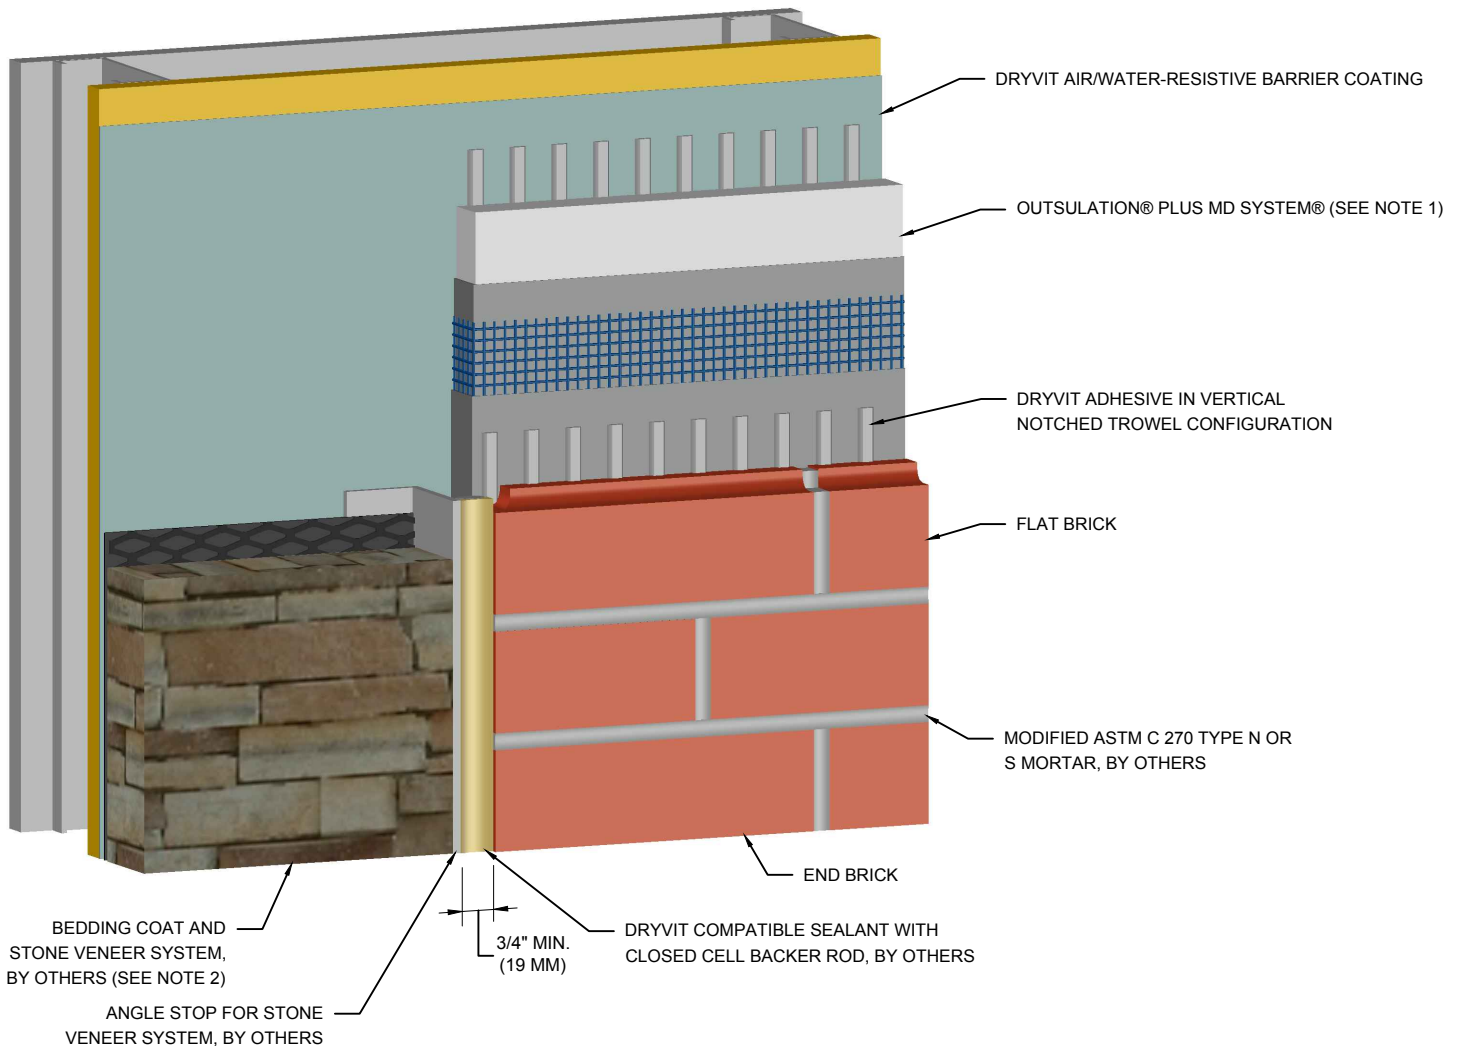 DRYVIT AIR/WATER-RESISTIVE BARRIER COATING
OUTSULATION® PLUS MD SYSTEM® (SEE NOTE 1)
DRYVIT ADHESIVE IN VERTICAL
NOTCHED TROWEL CONFIGURATION
FLAT BRICK
MODIFIED ASTM C 270 TYPE N OR
S MORTAR, BY OTHERS
END BRICK
DRYVIT COMPATIBLE SEALANT WITH
CLOSED CELL BACKER ROD, BY OTHERS
3/4" MIN.
(19 MM)
BEDDING COAT AND
STONE VENEER SYSTEM,
BY OTHERS (SEE NOTE 2)
ANGLE STOP FOR STONE
VENEER SYSTEM, BY OTHERS